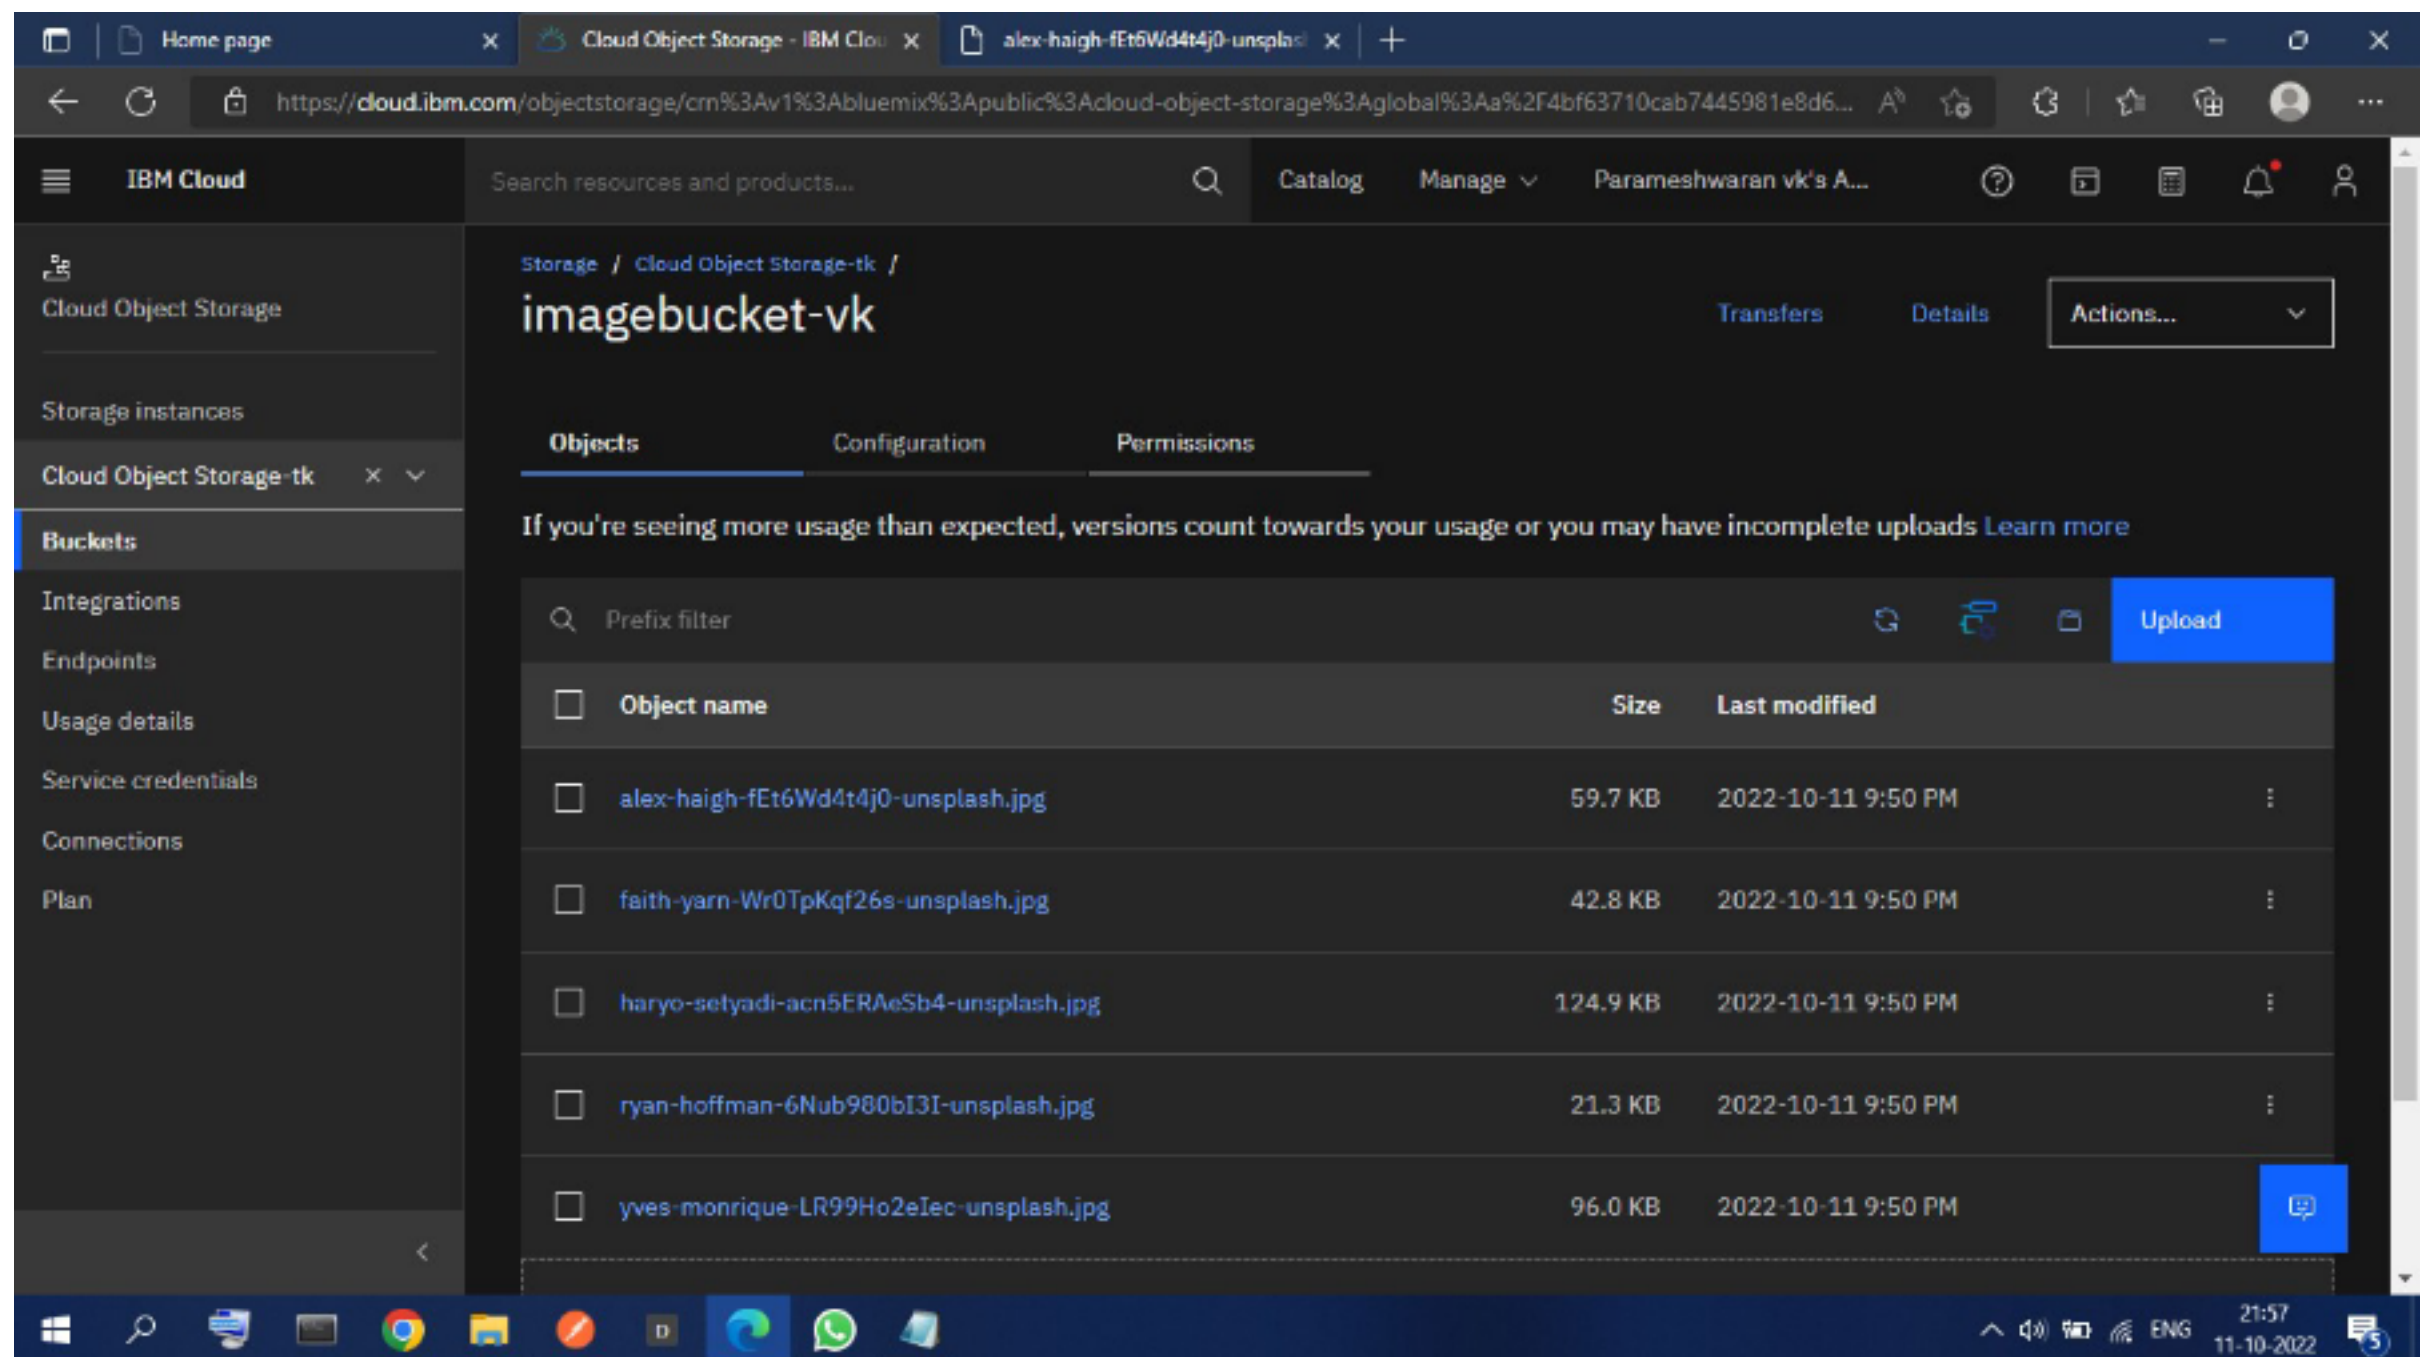 Home page
Cloud Object Storage - IBM Clou
alex-haigh-fEt6Wd4t4j0-unsplas
https://cloud.ibm.com/objectstorage/crn%3Av1%3Abluemix%3Apublic%3Acloud-object-storage%3Aglobal%3Aa%2F4bf63710cab7445981e8d6...
IBM Cloud
Search resources and products...
Catalog
Manage
Parameshwaran vk's A...
Cloud Object Storage
Storage instances
Cloud Object Storage-tk
Buckets
Integrations
Endpoints
Usage details
Service credentials
Connections
Plan
Storage / Cloud Object Storage-tk /
imagebucket-vk
Transfers
Details
Actions...
Objects
Configuration
Permissions
If you're seeing more usage than expected, versions count towards your usage or you may have incomplete uploads Learn more
Prefix filter
Upload
Object name Size Last modified
alex-haigh-fEt6Wd4t4j0-unsplash.jpg 59.7 KB 2022-10-11 9:50 PM
faith-yarn-Wr0TpKqf26s-unsplash.jpg 42.8 KB 2022-10-11 9:50 PM
haryo-setyadi-acn5ERAeSb4-unsplash.jpg 124.9 KB 2022-10-11 9:50 PM
ryan-hoffman-6Nub980bI3I-unsplash.jpg 21.3 KB 2022-10-11 9:50 PM
yves-monrique-LR99Ho2eIec-unsplash.jpg 96.0 KB 2022-10-11 9:50 PM
D
ENG
21:57
11-10-2022
5